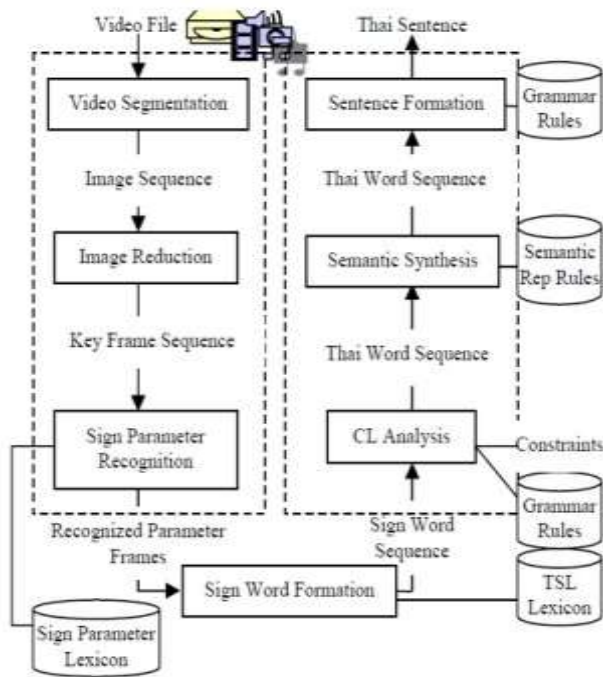 Video File
Video Segmentation
Image Sequence
Image Reduction
Key Frame Sequence
Sign Parameter
Recognition
Recognized Parameter
Frames
Sign Parameter
Lexicon
Sign Word Formation
TSL
Lexicon
Sign Word
Sequence
CL Analysis
Constraints
Grammar
Rules
Thai Word Sequence
Semantic Synthesis
Semantic
Rep Rules
Thai Word Sequence
Sentence Formation
Grammar
Rules
Thai Sentence